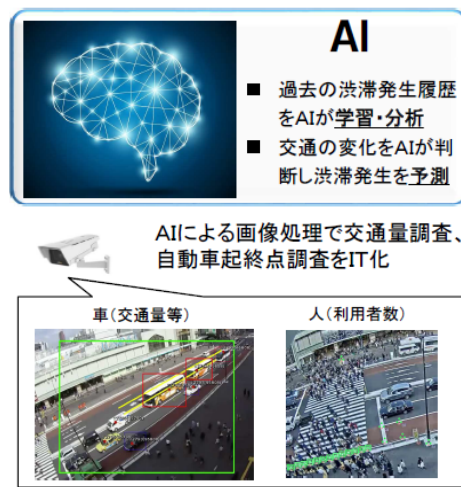 AI
■ 過去の渋滞発生履歴
をAIが学習・分析
■ 交通の変化をAIが判
断し渋滞発生を予測
AIによる画像処理で交通量調査、
自動車起終点調査をIT化
車(交通量等)
人(利用者数)